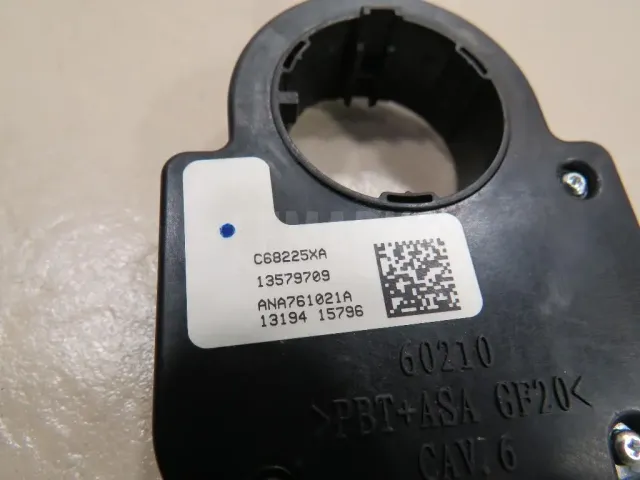 C68225XA
13579709
ANA761021A
13194 15796
60210
>PBT+ASA GF20<
CAV.6